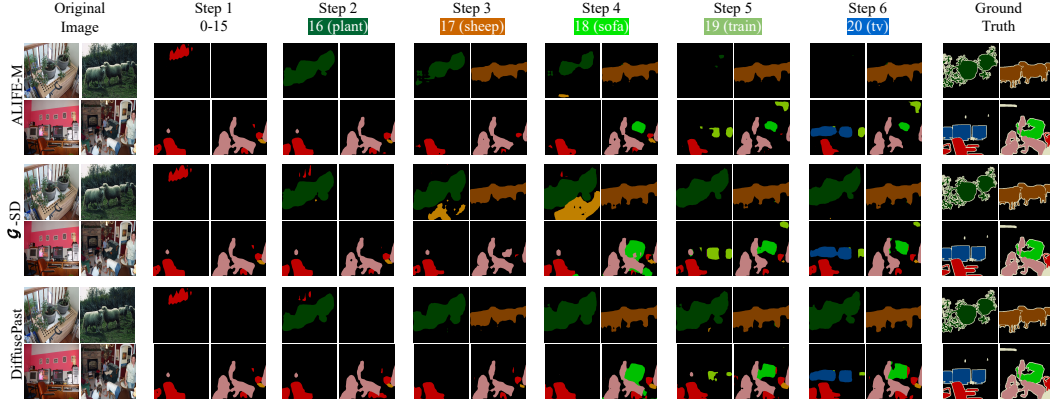 Original Image
Step 1
0-15
Step 2
16 (plant)
Step 3
17 (sheep)
Step 4
18 (sofa)
Step 5
19 (train)
Step 6
20 (tv)
Ground Truth
ALIFE-M
𝓖-SD
DiffusePast